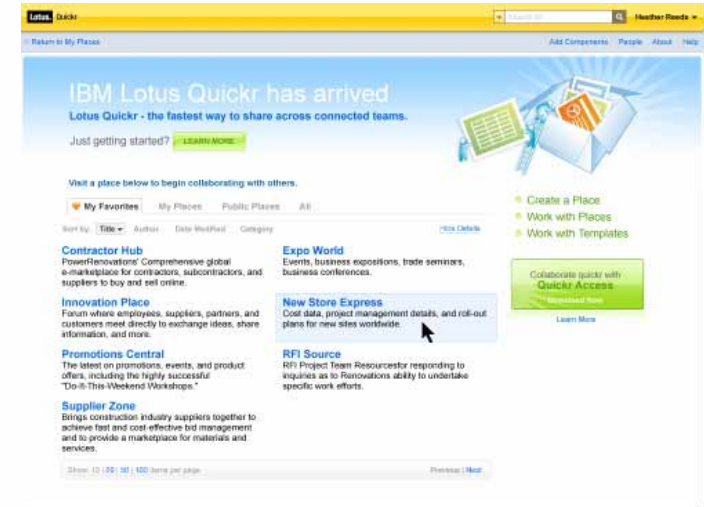 Lotus. Quickr
Search All
Heather Reeds
Return to My Places
Add Components People About Help
IBM Lotus Quickr has arrived
Lotus Quickr - the fastest way to share across connected teams.
Just getting started? LEARN MORE
Visit a place below to begin collaborating with others.
My Favorites My Places Public Places All
Sort by: Title Author Date Modified Category Hide Details
Contractor Hub
PowerRenovations' Comprehensive global
e-marketplace for contractors, subcontractors, and
suppliers to buy and sell online.
Expo World
Events, business expositions, trade seminars,
business conferences.
Innovation Place
Forum where employees, suppliers, partners, and
customers meet directly to exchange ideas, share
information, and more.
New Store Express
Cost data, project management details, and roll-out
plans for new sites worldwide.
Promotions Central
The latest on promotions, events, and product
offers, including the highly successful
"Do-It-This-Weekend Workshops."
RFI Source
RFI Project Team Resourcesfor responding to
inquiries as to Renovations ability to undertake
specific work efforts.
Supplier Zone
Brings construction industry suppliers together to
achieve fast and cost-effective bid management
and to provide a marketplace for materials and
services.
Show: 10 | 20 | 50 | 100 items per page Previous | Next
Create a Place
Work with Places
Work with Templates
Collaborate quickr with
Quickr Access
Download Now
Learn More